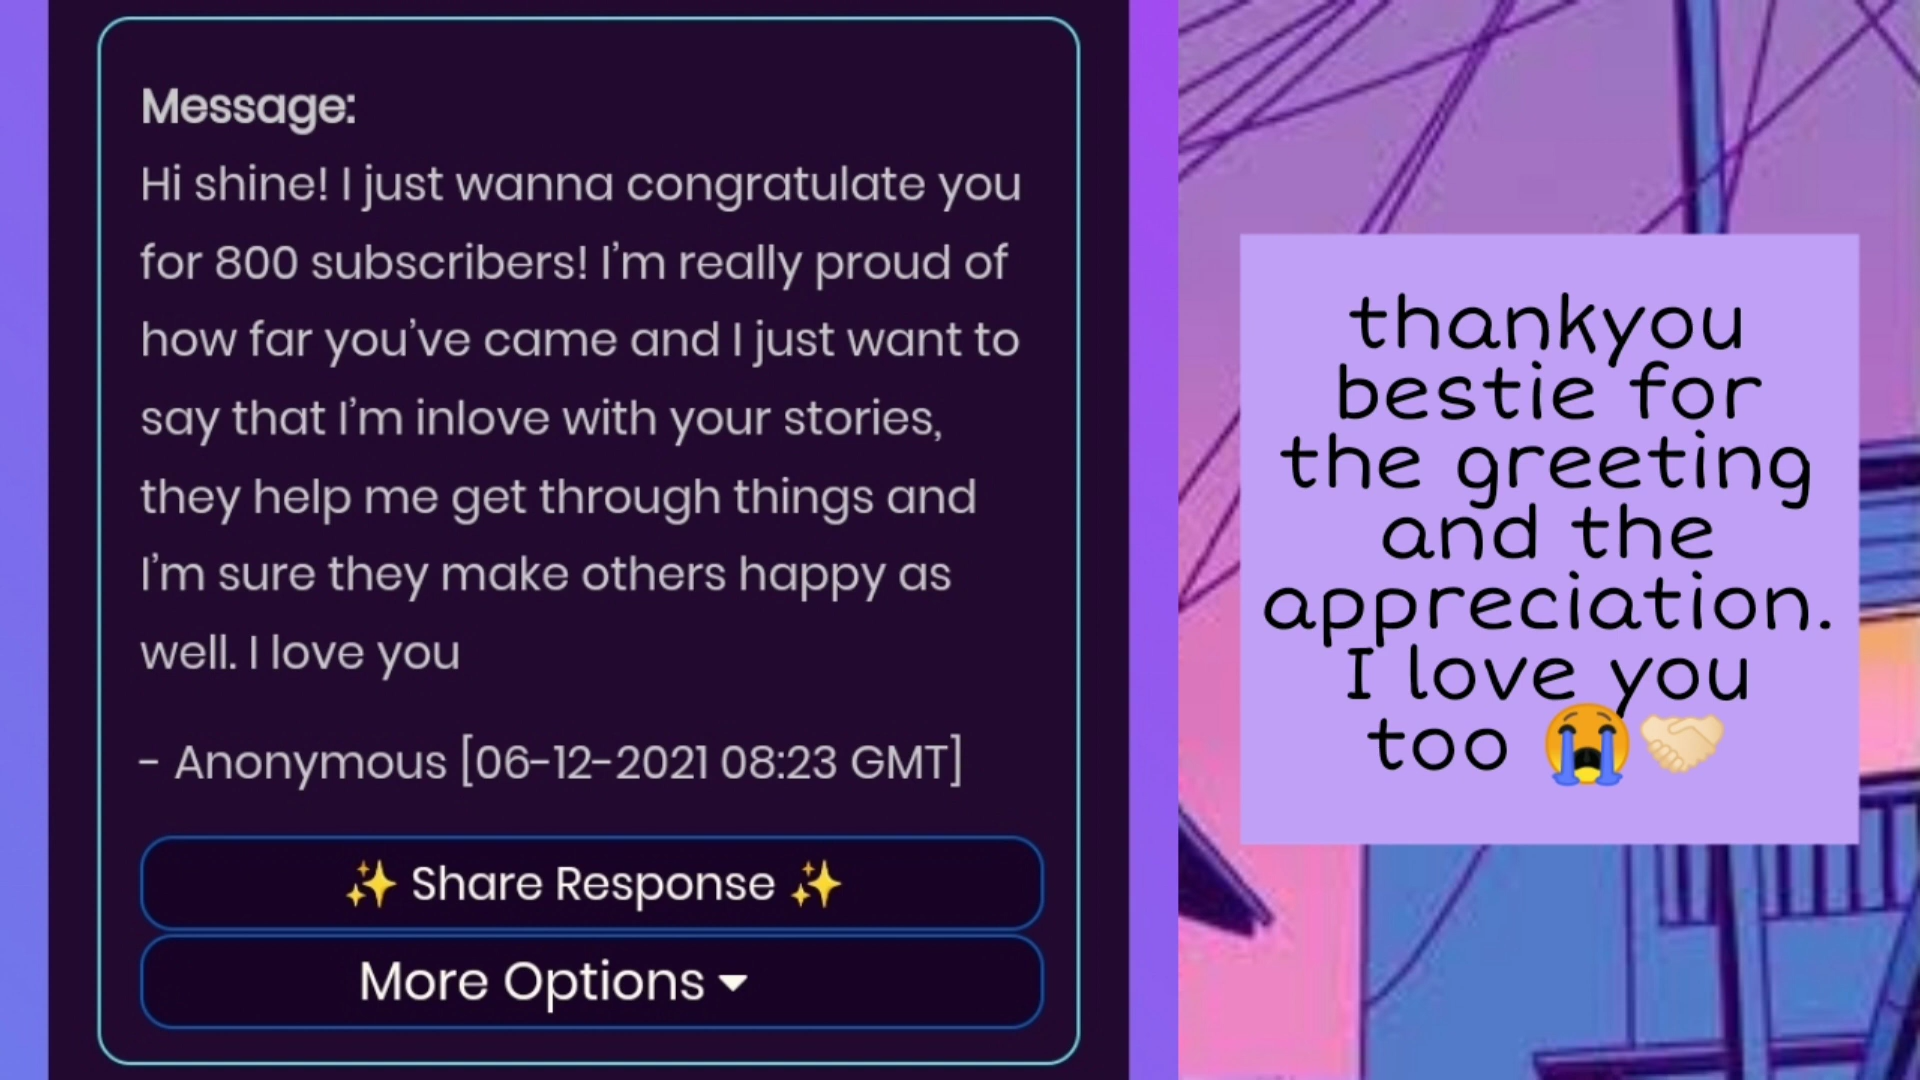 Message:
Hi shine! I just wanna congratulate you
for 800 subscribers! I'm really proud of
how far you've came and I just want to
say that I'm inlove with your stories,
they help me get through things and
I'm sure they make others happy as
well. I love you
- Anonymous [06-12-2021 08:23 GMT]
✨ Share Response ✨
More Options
thankyou
bestie for
the greeting
and the
appreciation.
I love you
too 😭🤝🏻